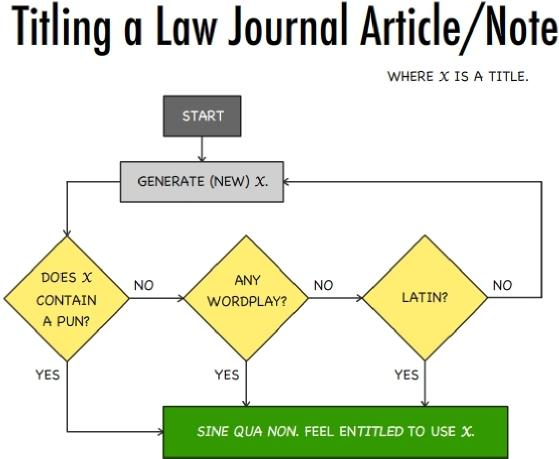 Titling a Law Journal Article/Note
WHERE X IS A TITLE.
START
GENERATE (NEW) X.
DOES X
CONTAIN
A PUN?
NO
ANY
WORDPLAY?
NO
LATIN?
NO
YES
YES
YES
SINE QUA NON. FEEL ENTITLED TO USE X.